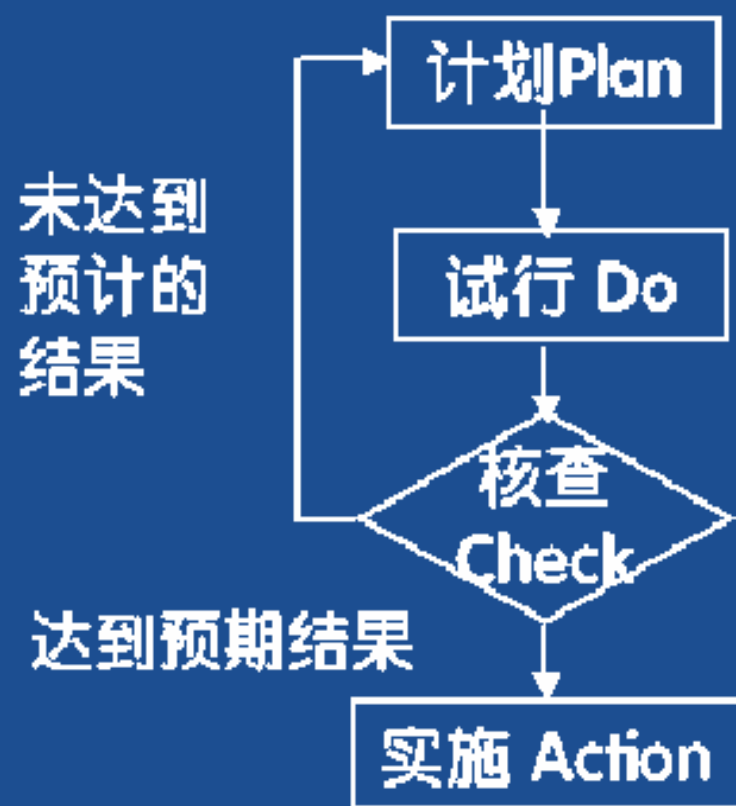 计划Plan
未达到
预计的
结果
试行 Do
核查
Check
达到预期结果
实施 Action